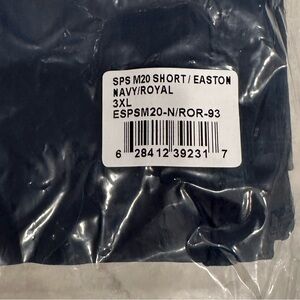 SPS M20 SHORT / EASTON
NAVY/ROYAL
3XL
ESPSM20-N/ROR-93
6 28412 39231 7